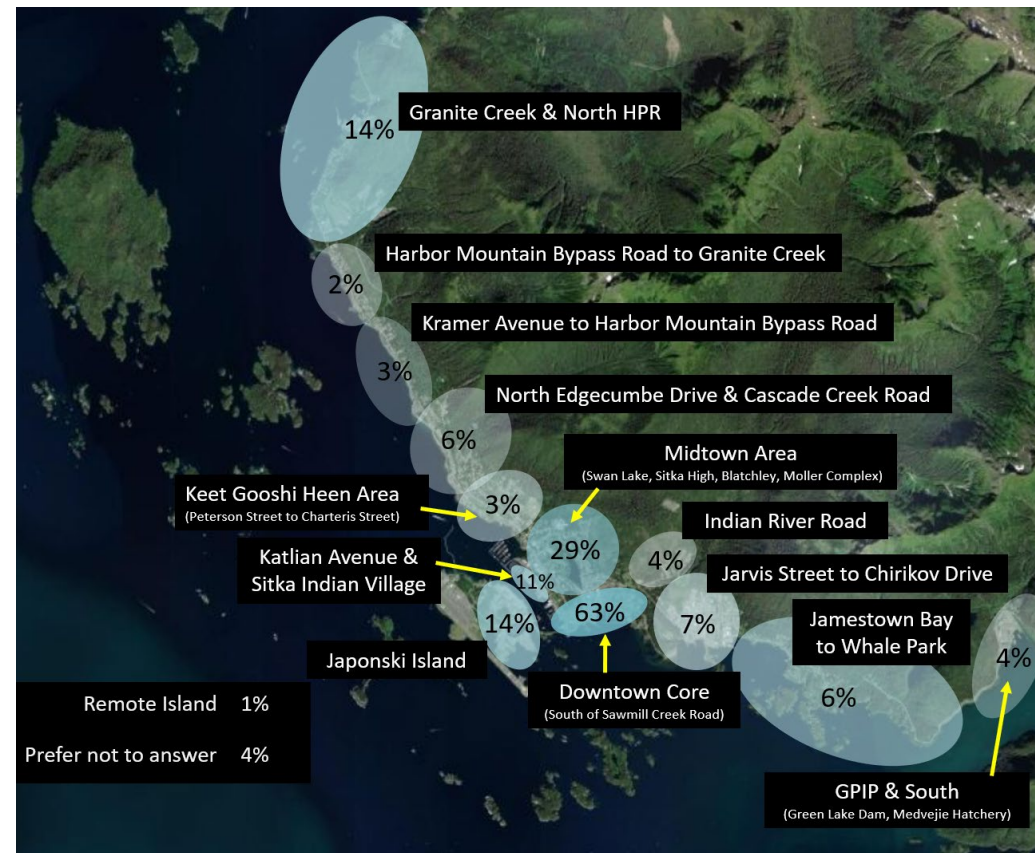 Granite Creek & North HPR
14%
Harbor Mountain Bypass Road to Granite Creek
2%
Kramer Avenue to Harbor Mountain Bypass Road
3%
North Edgecumbe Drive & Cascade Creek Road
6%
Midtown Area
(Swan Lake, Sitka High, Blatchley, Moller Complex)
29%
Keet Gooshi Heen Area
(Peterson Street to Charteris Street)
3%
Indian River Road
4%
Katlian Avenue &
Sitka Indian Village
11%
Jarvis Street to Chirikov Drive
7%
Japonski Island
14%
63%
Downtown Core
(South of Sawmill Creek Road)
Jamestown Bay
to Whale Park
6%
4%
GPIP & South
(Green Lake Dam, Medvejie Hatchery)
Remote Island 1%
Prefer not to answer 4%